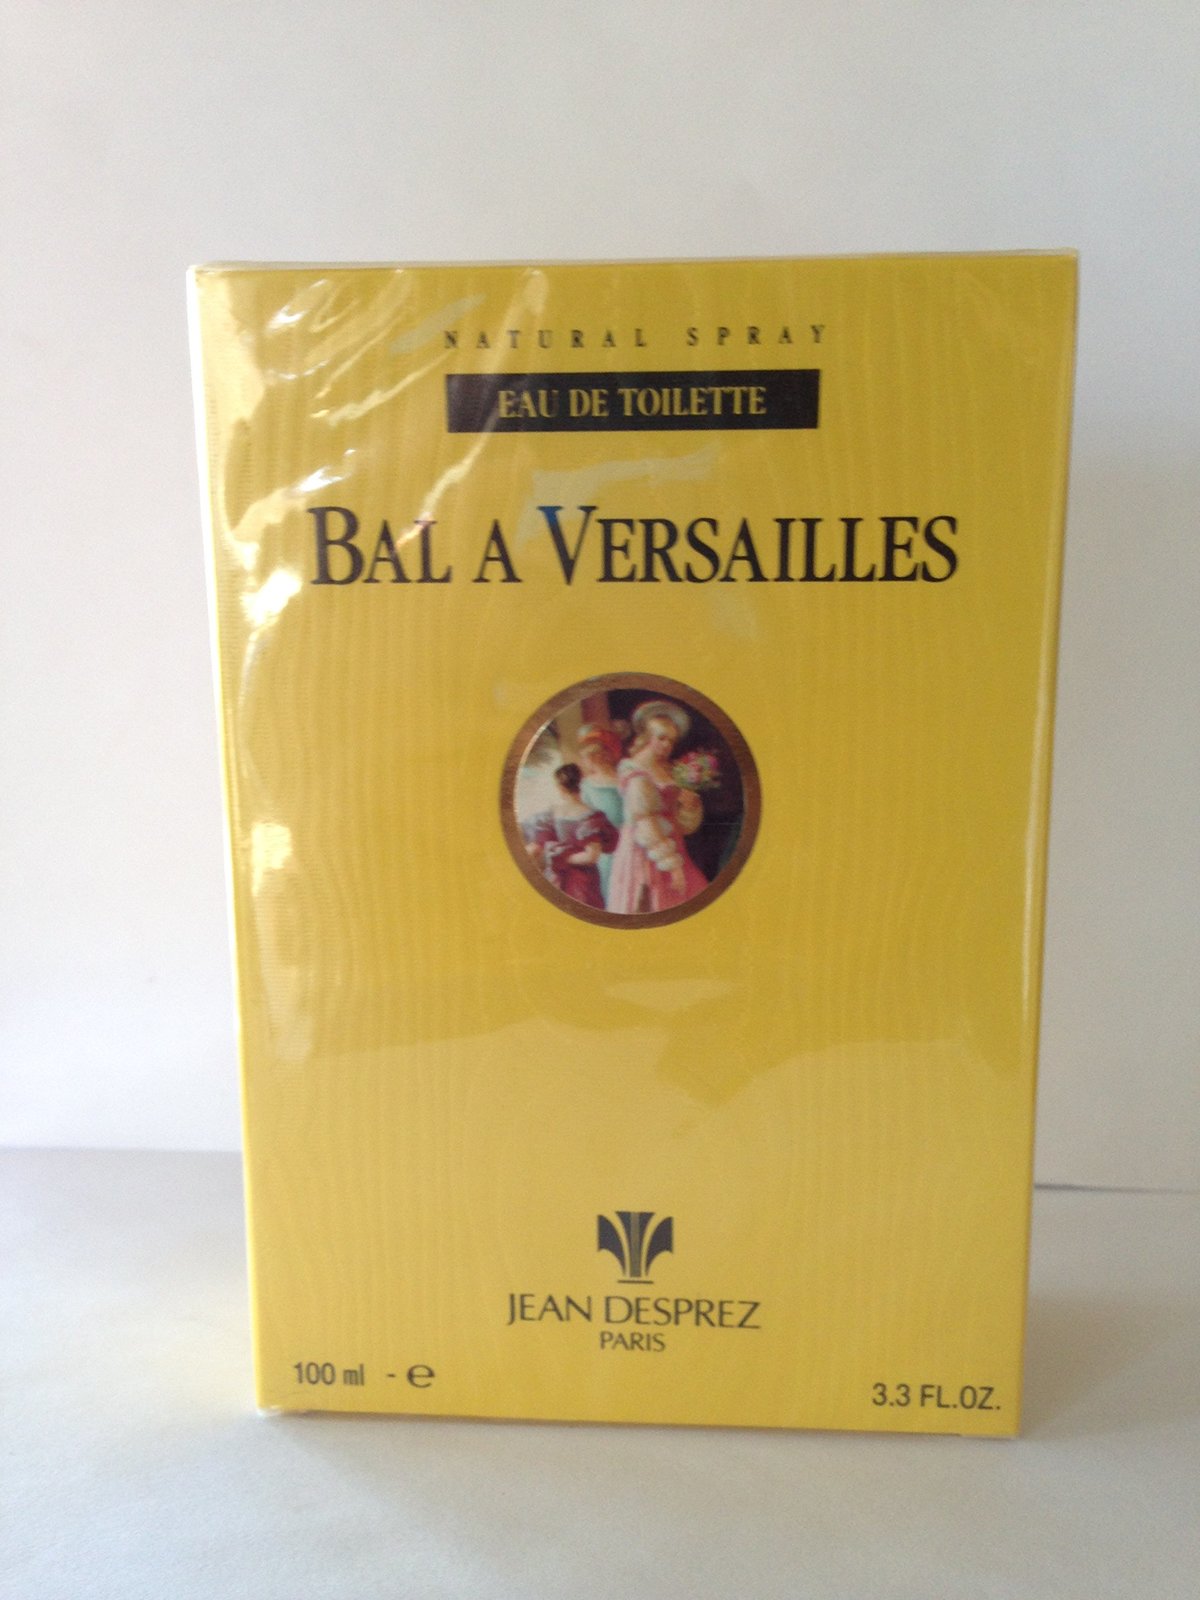 NATURAL SPRAY
EAU DE TOILETTE
BAL A VERSAILLES
JEAN DESPREZ
PARIS
100 ml - ℮
3.3 FL.OZ.